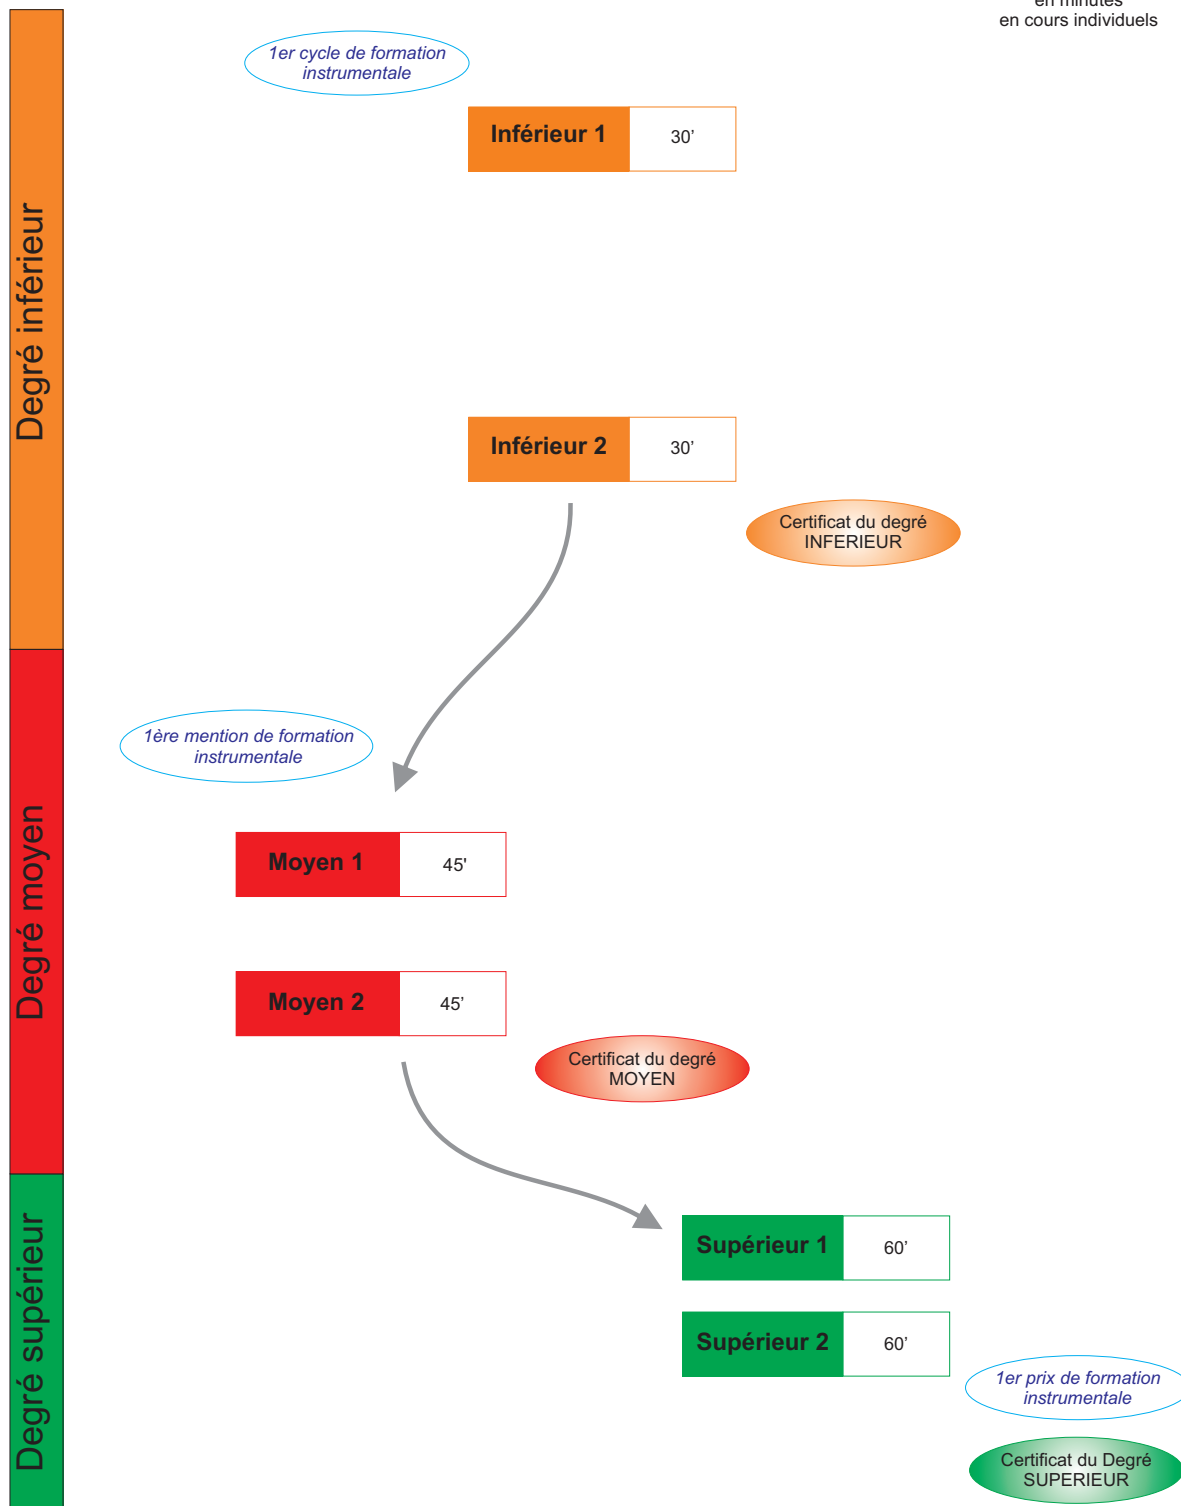 en minutes
en cours individuels
1er cycle de formation
instrumentale
Inférieur 1
30’
Degré inférieur
Inférieur 2
30’
Certificat du degré
INFERIEUR
1ère mention de formation
instrumentale
Degré moyen
Moyen 1
45'
Moyen 2
45’
Certificat du degré
MOYEN
Degré supérieur
Supérieur 1
60’
Supérieur 2
60’
1er prix de formation
instrumentale
Certificat du Degré
SUPERIEUR